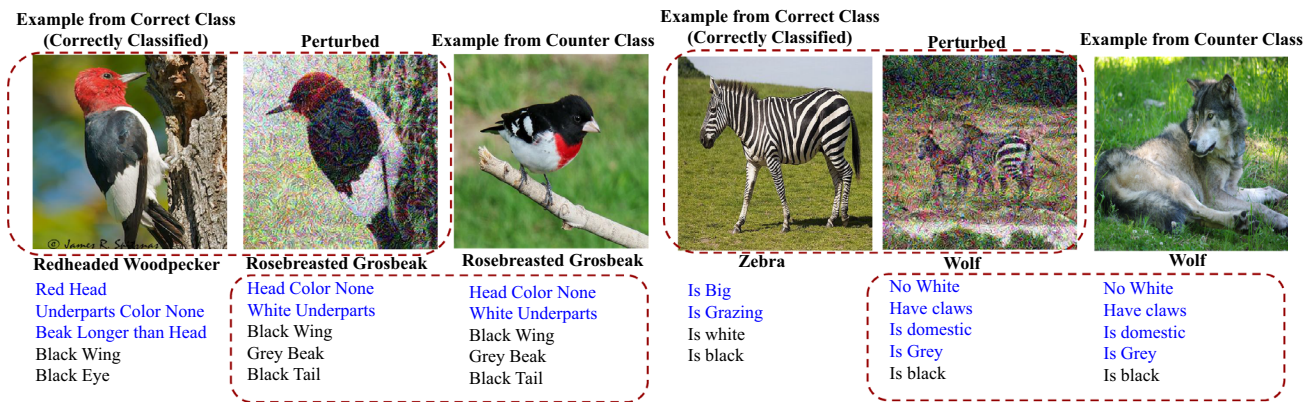 Example from Correct Class
(Correctly Classified)
Perturbed
Example from Counter Class
Redheaded Woodpecker
Rosebreasted Grosbeak
Rosebreasted Grosbeak
Red Head
Underparts Color None
Beak Longer than Head
Black Wing
Black Eye
Head Color None
White Underparts
Black Wing
Grey Beak
Black Tail
Head Color None
White Underparts
Black Wing
Grey Beak
Black Tail
Example from Correct Class
(Correctly Classified)
Perturbed
Example from Counter Class
Zebra
Wolf
Wolf
Is Big
Is Grazing
Is white
Is black
No White
Have claws
Is domestic
Is Grey
Is black
No White
Have claws
Is domestic
Is Grey
Is black
© James R.